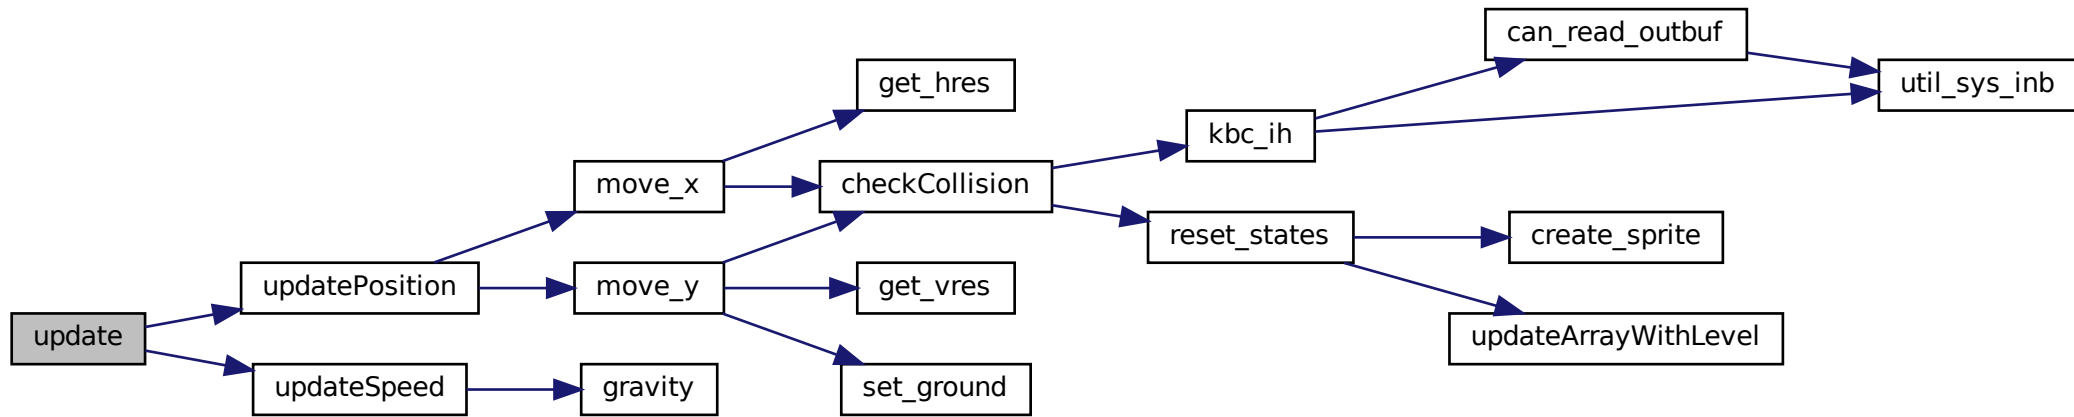 update
updatePosition
updateSpeed
move_x
move_y
gravity
get_hres
checkCollision
get_vres
set_ground
kbc_ih
reset_states
can_read_outbuf
create_sprite
updateArrayWithLevel
util_sys_inb